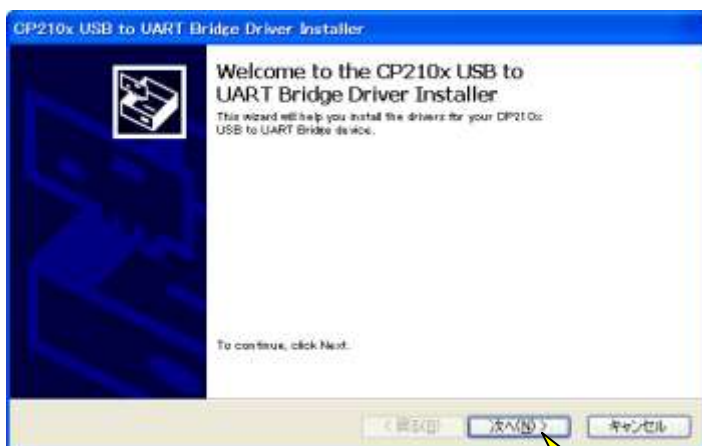 CP210x USB to UART Bridge Driver Installer
Welcome to the CP210x USB to
UART Bridge Driver Installer
This wizard will help you install the drivers for your CP210x
USB to UART Bridge device.
To continue, click Next.
< 戻る(B)
次へ(N) >
キャンセル